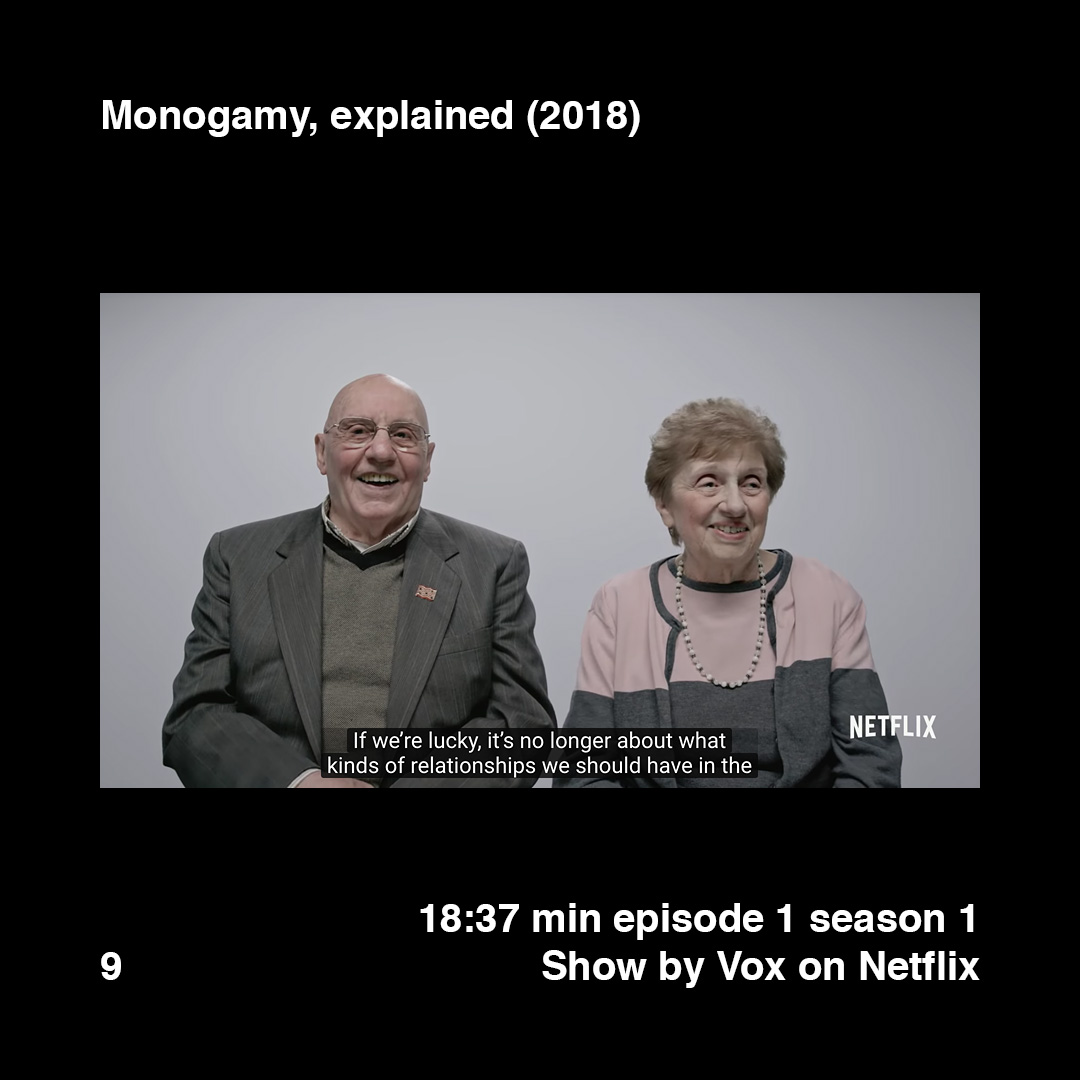 Monogamy, explained (2018)
NETFLIX
If we’re lucky, it’s no longer about what
kinds of relationships we should have in the
18:37 min episode 1 season 1
9
Show by Vox on Netflix